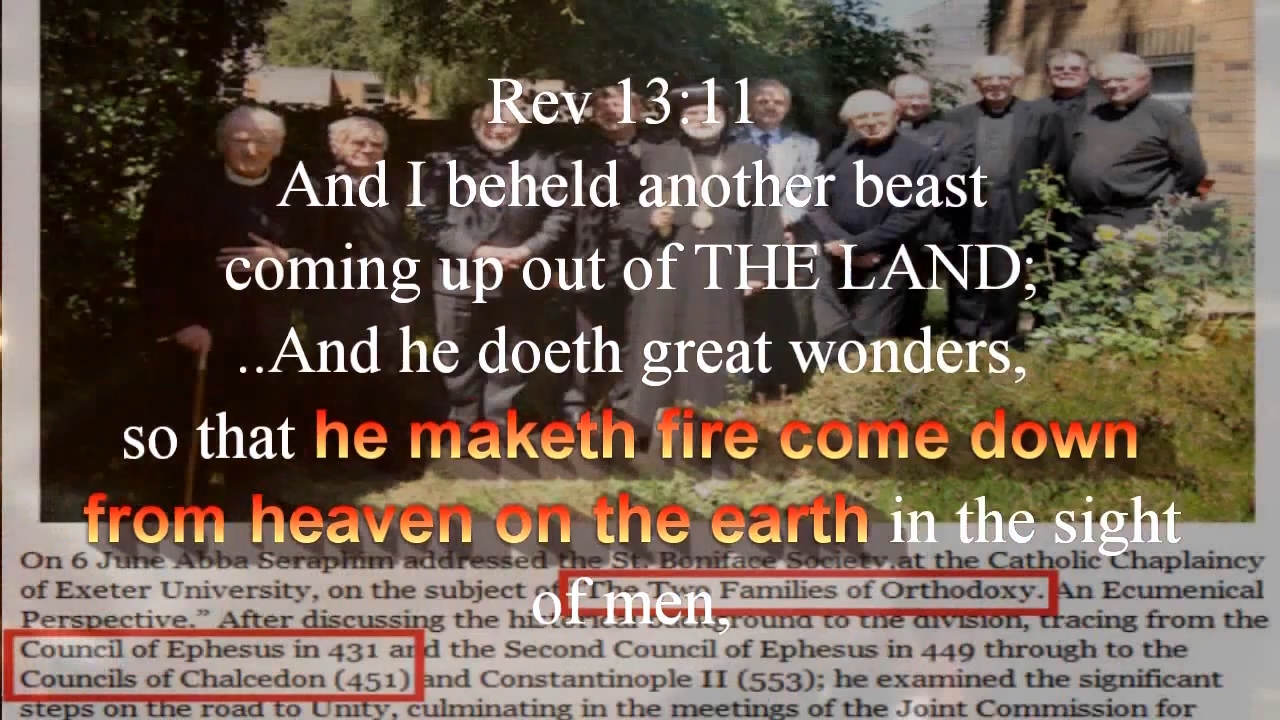 Rev 13:11
And I beheld another beast
coming up out of THE LAND;
..And he doeth great wonders,
so that he maketh fire come down
from heaven on the earth in the sight
of men,
On 6 June Abba Seraphim addressed the St. Boniface Society.at the Catholic Chaplaincy
of Exeter University, on the subject Two Families of Orthodoxy. An Ecumenical
Perspective.” After discussing the to the division, tracing from the
Council of Ephesus in 431 and the Second Council of Ephesus in 449 through to the
Councils of Chalcedon (451) and Constantinople II (553); he examined the significant
steps on the road to Unity, culminating in the meetings of the Joint Commission for